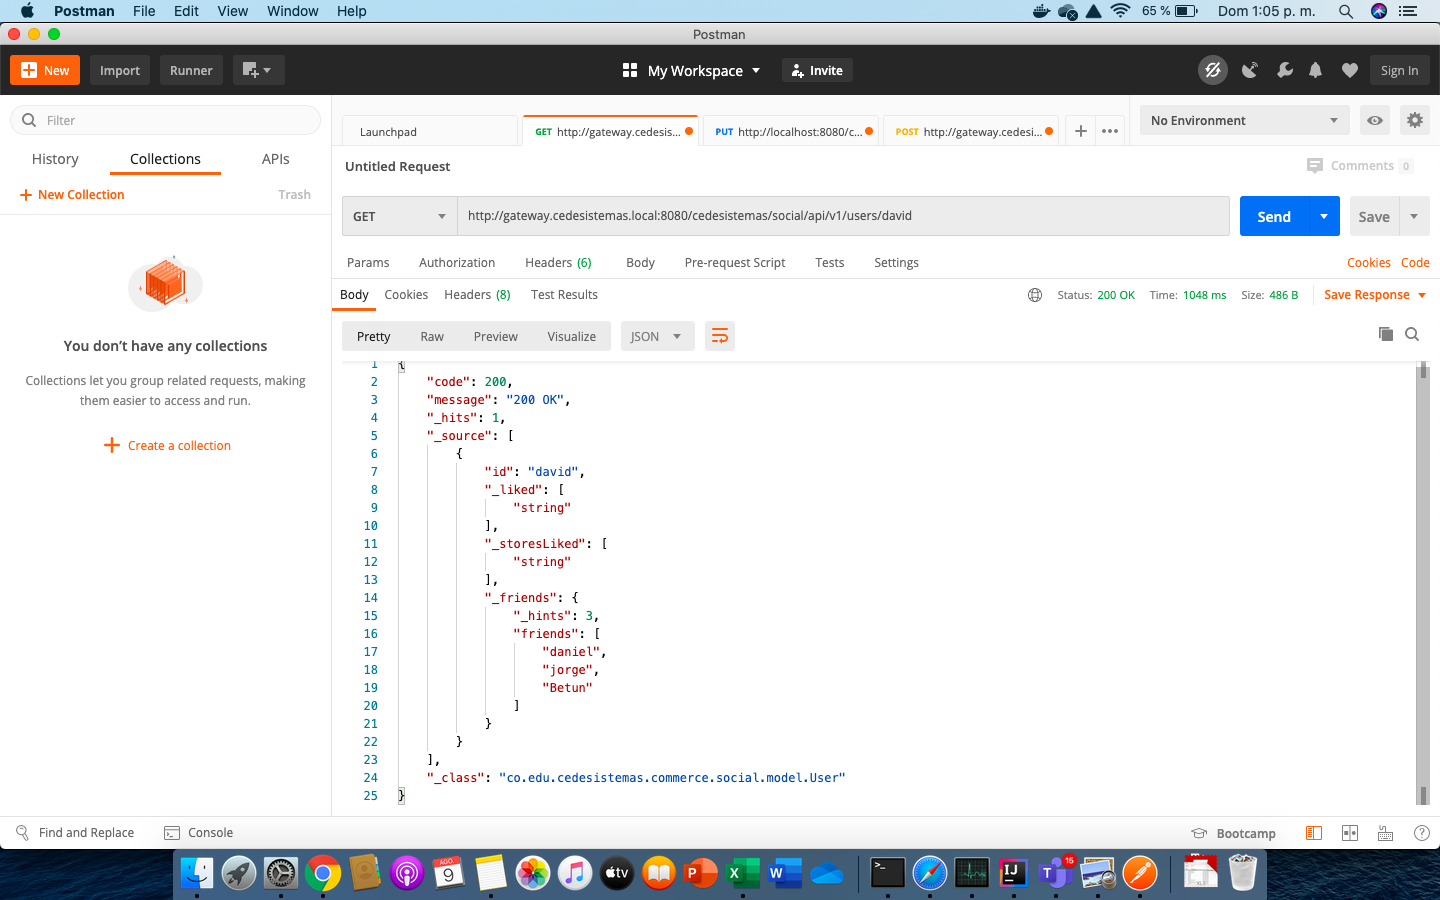 Postman File Edit View Window Help 65 % Dom 1:05 p. m.
Postman
New Import Runner My Workspace Invite Sign In
Filter
History Collections APIs
New Collection Trash
You don't have any collections
Collections let you group related requests, making
them easier to access and run.
Create a collection
Launchpad GET http://gateway.cedesis... PUT http://localhost:8080/c... POST http://gateway.cedesi... No Environment
Untitled Request Comments 0
GET http://gateway.cedesistemas.local:8080/cedesistemas/social/api/v1/users/david Send Save
Params Authorization Headers (6) Body Pre-request Script Tests Settings Cookies Code
Body Cookies Headers (8) Test Results Status: 200 OK Time: 1048 ms Size: 486 B Save Response
Pretty Raw Preview Visualize JSON
1 {
2 "code": 200,
3 "message": "200 OK",
4 "_hits": 1,
5 "_source": [
6 {
7 "id": "david",
8 "_liked": [
9 "string"
10 ],
11 "_storesLiked": [
12 "string"
13 ],
14 "_friends": {
15 "_hints": 3,
16 "friends": [
17 "daniel",
18 "jorge",
19 "Betun"
20 ]
21 }
22 }
23 ],
24 "_class": "co.edu.cedesistemas.commerce.social.model.User"
25 }
Find and Replace Console Bootcamp
AGO. 9 tv P X W >_ IJ T 16